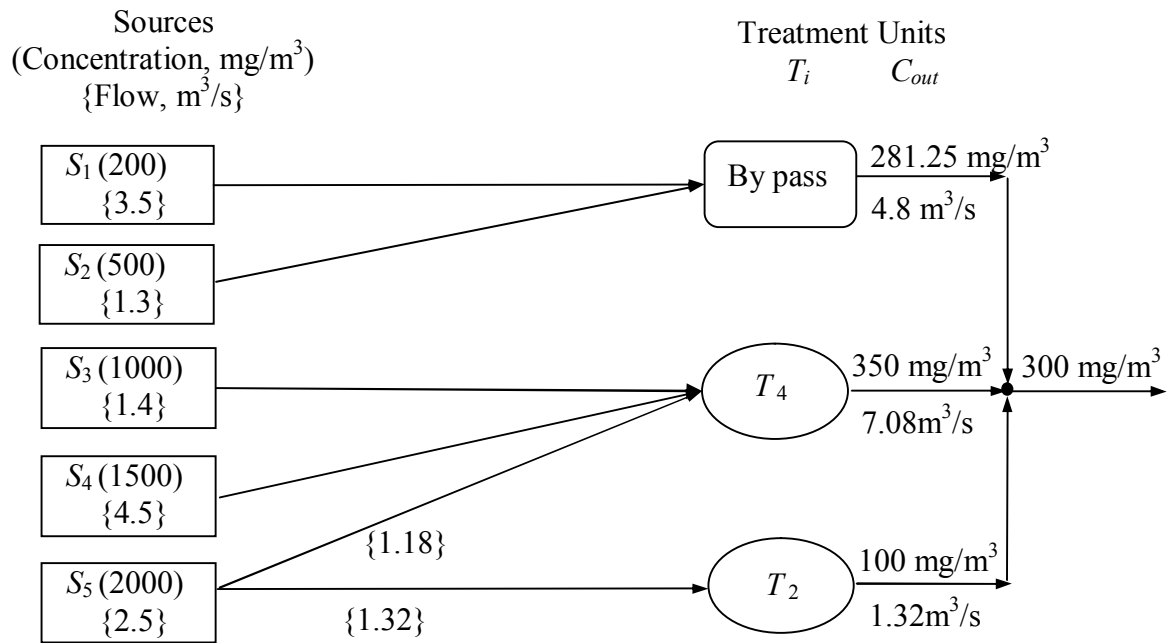 Sources
(Concentration, mg/m³)
{Flow, m³/s}
Treatment Units
T_i C_out
S₁ (200)
{3.5}
By pass
281.25 mg/m³
4.8 m³/s
S₂ (500)
{1.3}
S₃ (1000)
{1.4}
T₄
350 mg/m³
7.08m³/s
300 mg/m³
S₄ (1500)
{4.5}
{1.18}
S₅ (2000)
{2.5}
{1.32}
T₂
100 mg/m³
1.32m³/s